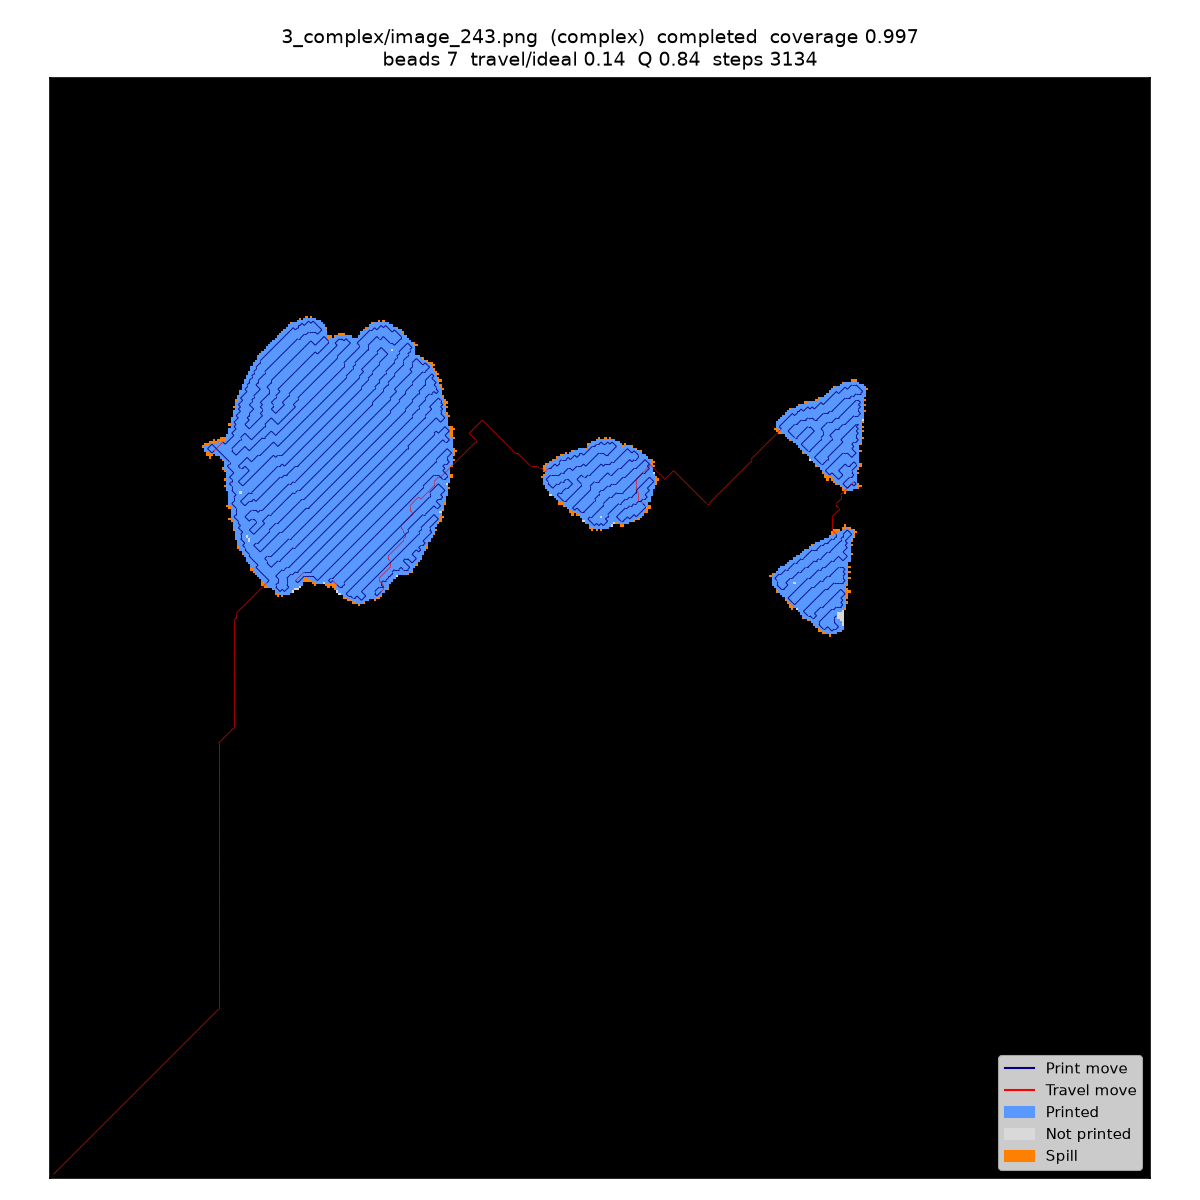 3_complex/image_243.png  (complex)  completed  coverage 0.997
beads 7  travel/ideal 0.14  Q 0.84  steps 3134
Print move
Travel move
Printed
Not printed
Spill